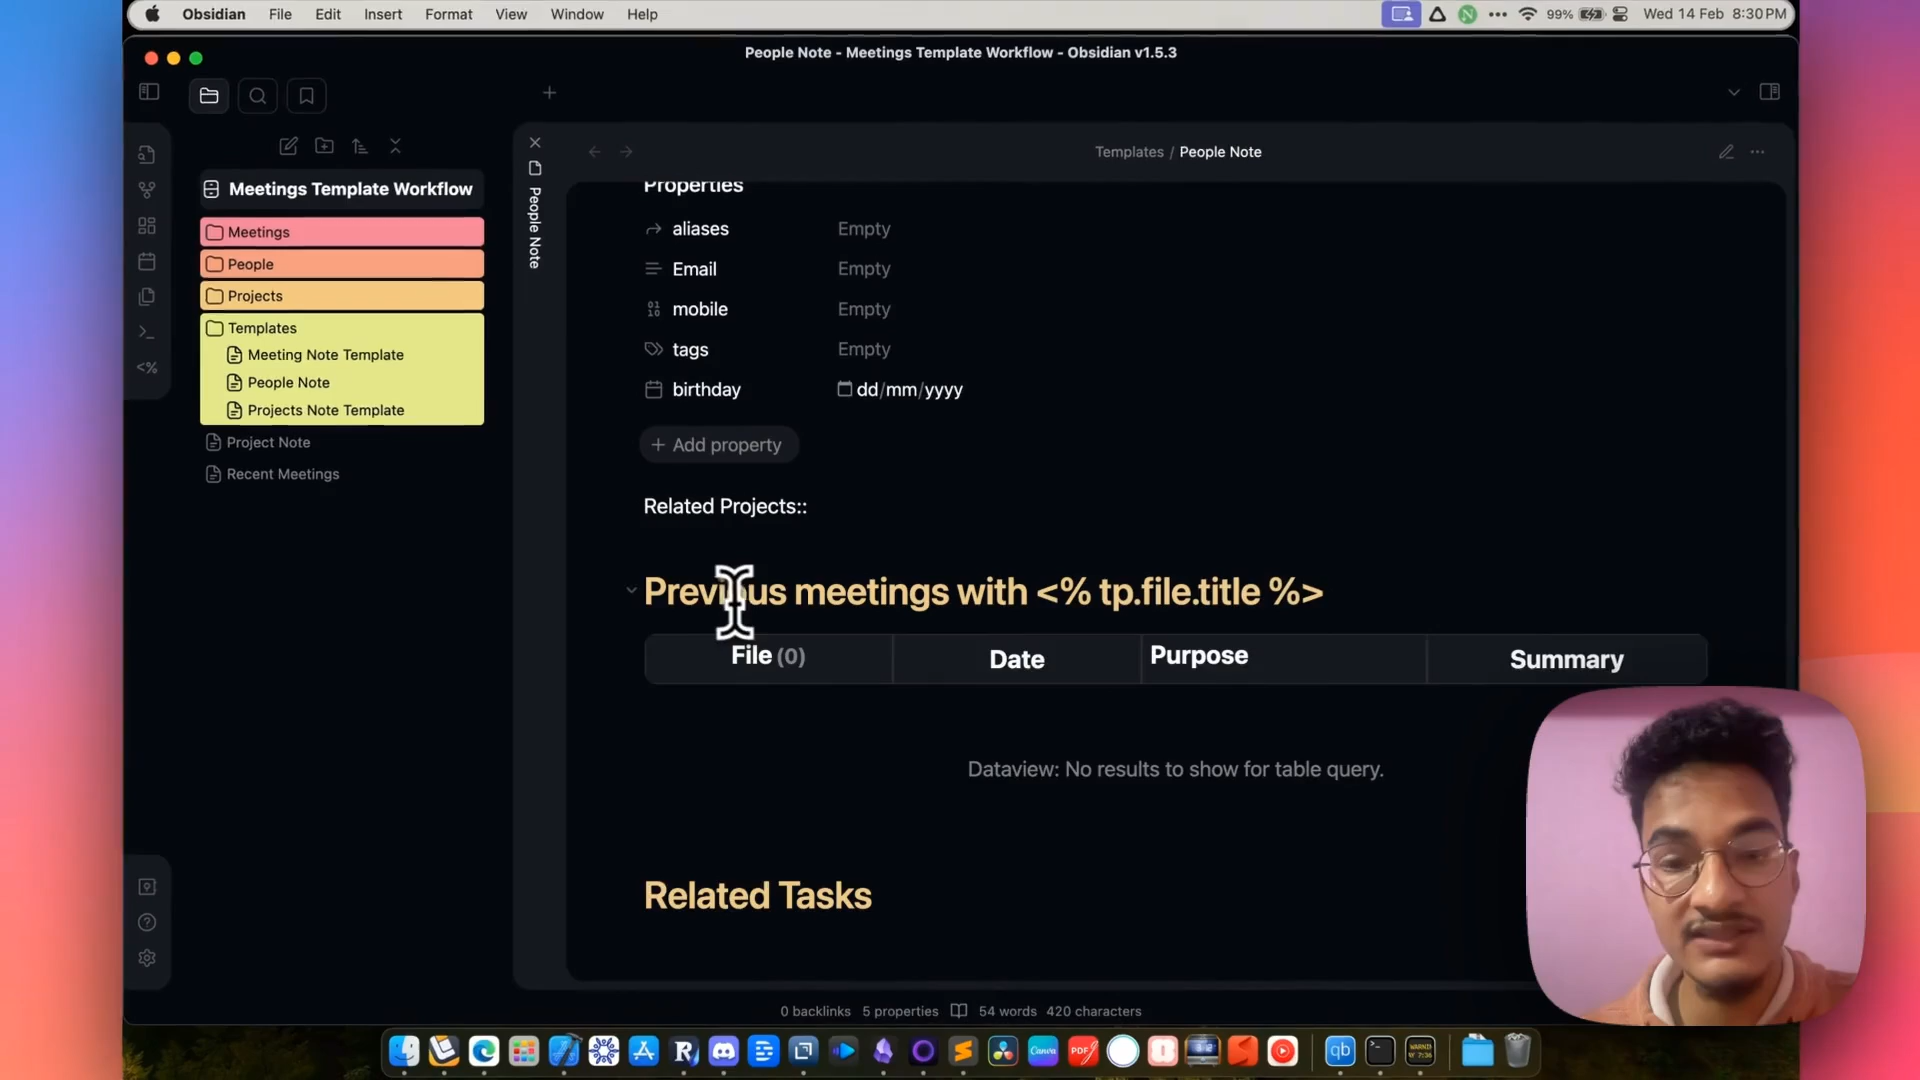 Obsidian File Edit Insert Format View Window Help
99% Wed 14 Feb 8:30 PM
People Note - Meetings Template Workflow - Obsidian v1.5.3
Templates / People Note
Meetings Template Workflow
Meetings
People
Projects
Templates
Meeting Note Template
People Note
Projects Note Template
Project Note
Recent Meetings
People Note
Properties
aliases Empty
Email Empty
mobile Empty
tags Empty
birthday dd/mm/yyyy
+ Add property
Related Projects::
Previous meetings with <% tp.file.title %>
File (0) Date Purpose Summary
Dataview: No results to show for table query.
Related Tasks
0 backlinks 5 properties 54 words 420 characters